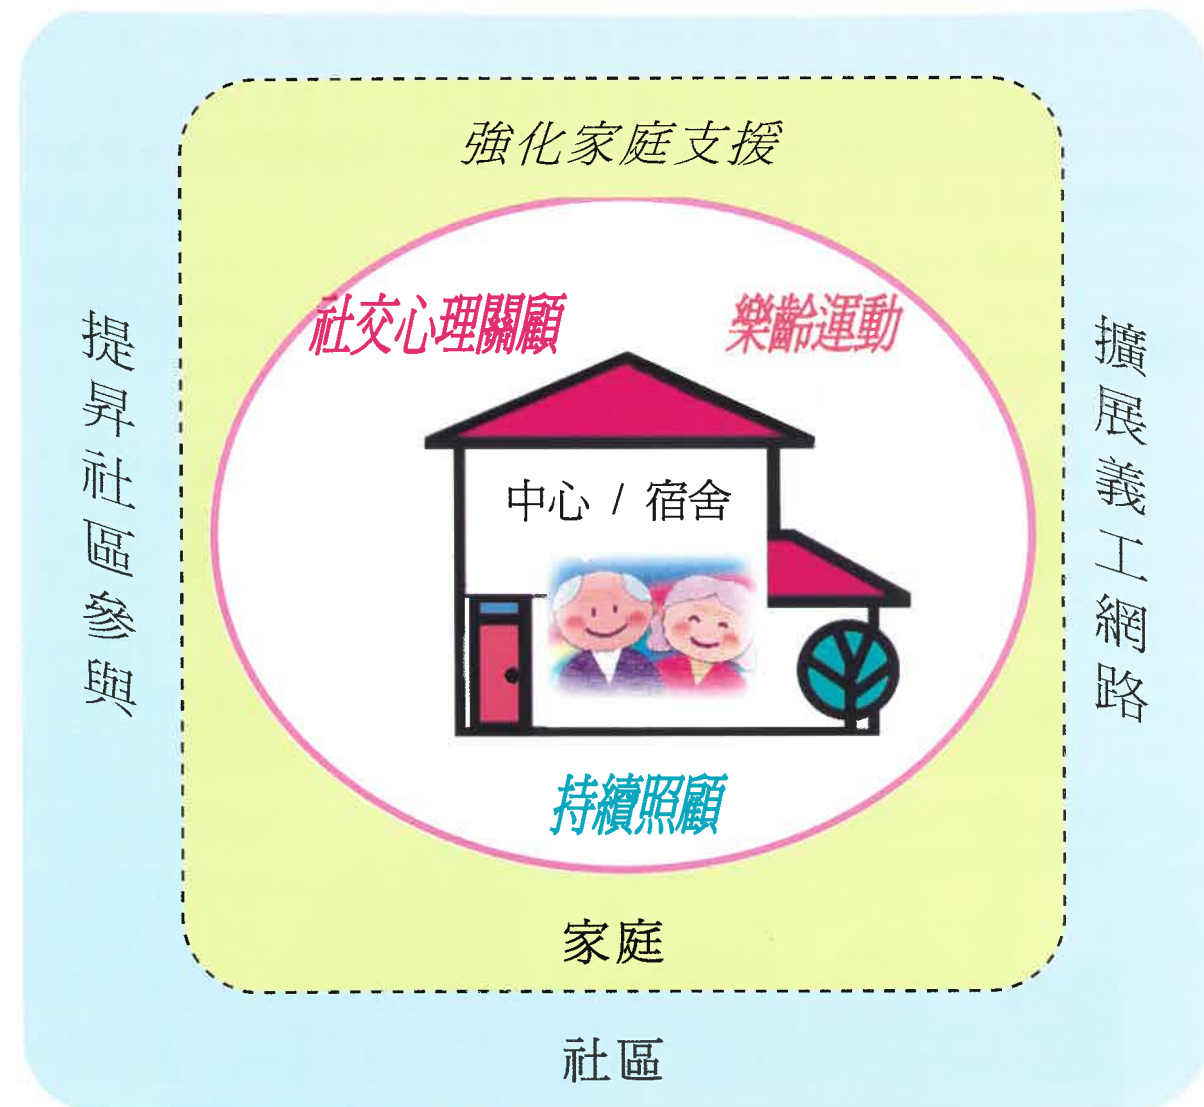 強化家庭支援
社交心理關顧
樂齡運動
提昇社區參與
擴展義工網路
中心 / 宿舍
持續照顧
家庭
社區